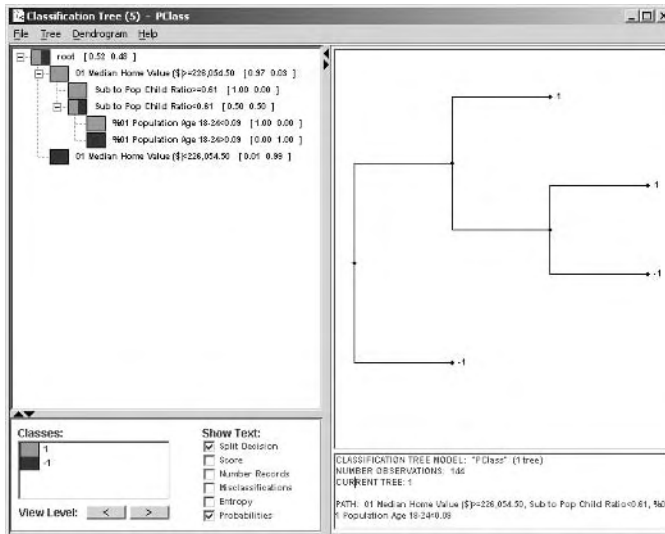 Classification Tree (5) - PClass
File Tree Dendrogram Help
root [0.52 0.48 ]
01 Median Home Value ($)>=226,054.50 [0.97 0.03 ]
Sub to Pop Child Ratio>=0.61 [1.00 0.00 ]
Sub to Pop Child Ratio<0.61 [0.50 0.50 ]
%01 Population Age 18-24<0.09 [1.00 0.00 ]
%01 Population Age 18-24>0.09 [0.00 1.00 ]
01 Median Home Value ($)<226,054.50 [0.01 0.99 ]
1
1
-1
-1
Classes:
1
-1
View Level:
<
>
Show Text:
Split Decision
Score
Number Records
Misclassifications
Entropy
Probabilities
CLASSIFICATION TREE MODEL: "PClass" (1 tree)
NUMBER OBSERVATIONS: 144
CURRENT TREE: 1
PATH: 01 Median Home Value ($)>=226,054.50, Sub to Pop Child Ratio<0.61, %0
1 Population Age 18-24<0.09